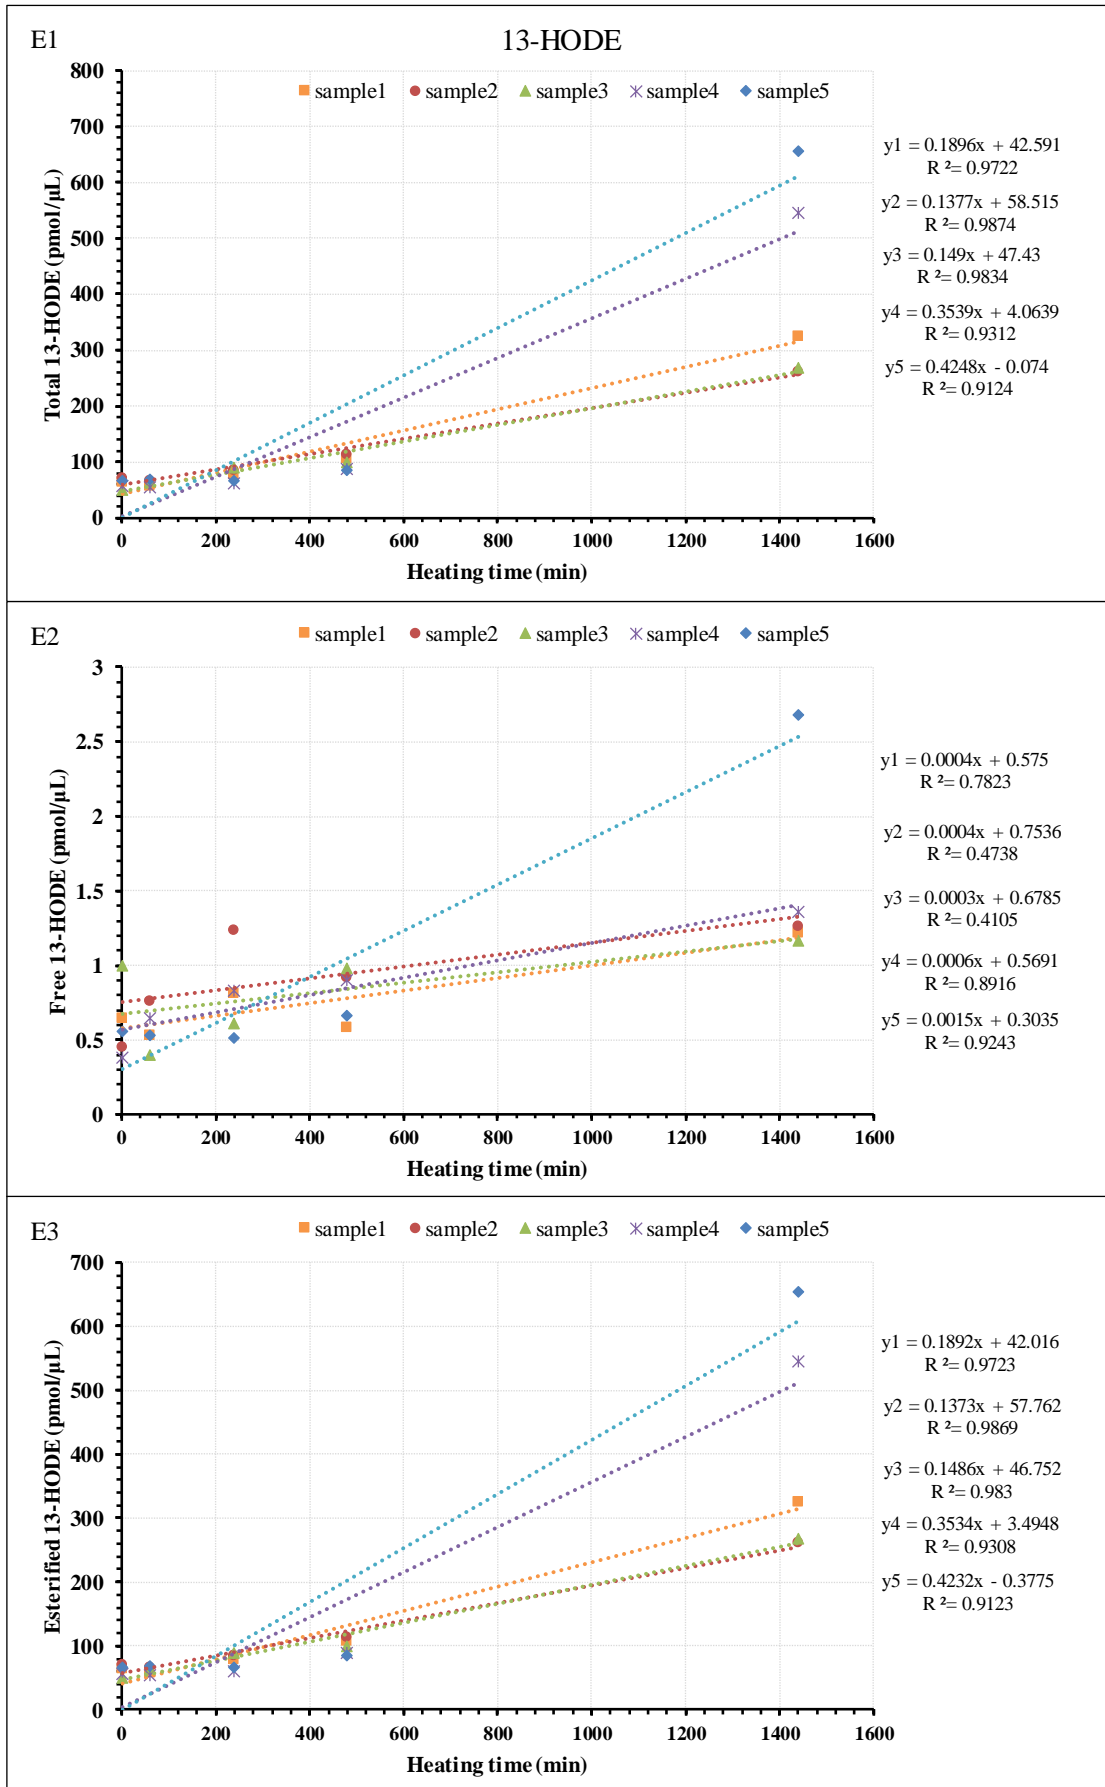 E1
13-HODE
800
700
600
500
400
300
200
100
0
Total 13-HODE (pmol/µL)
sample1 sample2 sample3 sample4 sample5
y1 = 0.1896x + 42.591
R ²= 0.9722
y2 = 0.1377x + 58.515
R ²= 0.9874
y3 = 0.149x + 47.43
R ²= 0.9834
y4 = 0.3539x + 4.0639
R ²= 0.9312
y5 = 0.4248x - 0.074
R ²= 0.9124
0 200 400 600 800 1000 1200 1400 1600
Heating time (min)
E2
sample1 sample2 sample3 sample4 sample5
3
2.5
2
1.5
1
0.5
0
Free 13-HODE (pmol/µL)
y1 = 0.0004x + 0.575
R ²= 0.7823
y2 = 0.0004x + 0.7536
R ²= 0.4738
y3 = 0.0003x + 0.6785
R ²= 0.4105
y4 = 0.0006x + 0.5691
R ²= 0.8916
y5 = 0.0015x + 0.3035
R ²= 0.9243
0 200 400 600 800 1000 1200 1400 1600
Heating time (min)
E3
sample1 sample2 sample3 sample4 sample5
700
600
500
400
300
200
100
0
Esterified 13-HODE (pmol/µL)
y1 = 0.1892x + 42.016
R ²= 0.9723
y2 = 0.1373x + 57.762
R ²= 0.9869
y3 = 0.1486x + 46.752
R ²= 0.983
y4 = 0.3534x + 3.4948
R ²= 0.9308
y5 = 0.4232x - 0.3775
R ²= 0.9123
0 200 400 600 800 1000 1200 1400 1600
Heating time (min)